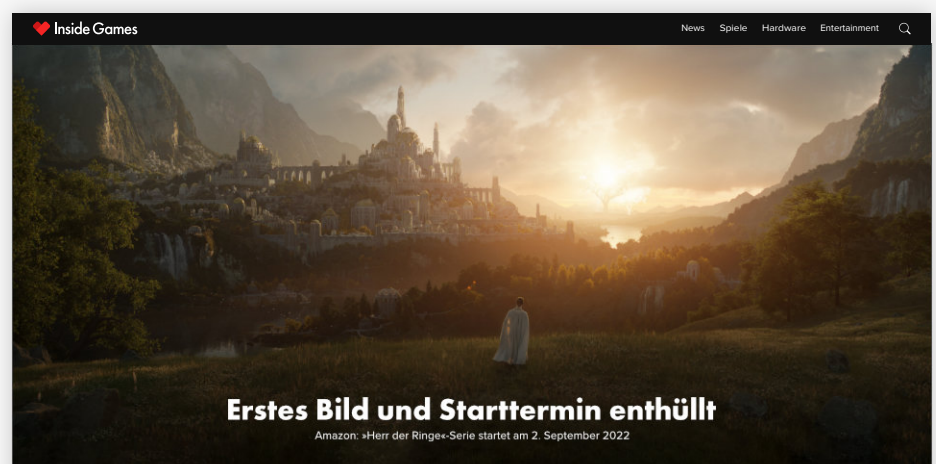 Inside Games
News Spiele Hardware Entertainment
Erstes Bild und Starttermin enthüllt
Amazon: »Herr der Ringe«-Serie startet am 2. September 2022